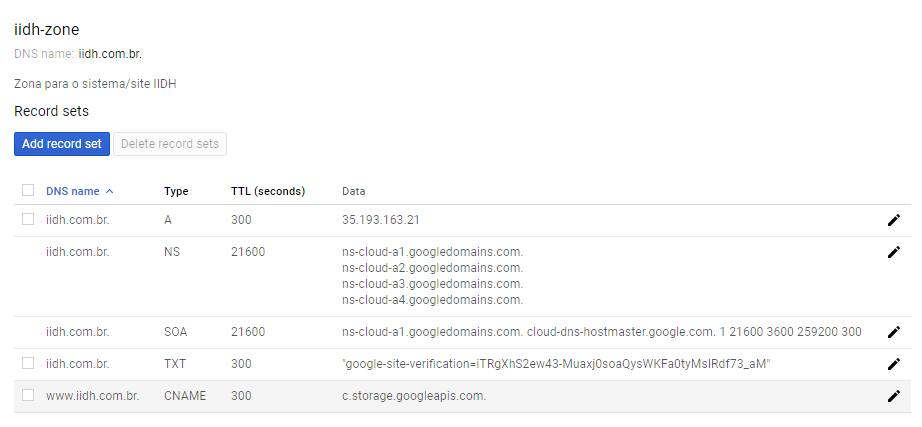 iidh-zone
DNS name: iidh.com.br.
Zona para o sistema/site IIDH
Record sets
Add record set Delete record sets
DNS name Type TTL (seconds) Data
iidh.com.br. A 300 35.193.163.21
iidh.com.br. NS 21600 ns-cloud-a1.googledomains.com.
ns-cloud-a2.googledomains.com.
ns-cloud-a3.googledomains.com.
ns-cloud-a4.googledomains.com.
iidh.com.br. SOA 21600 ns-cloud-a1.googledomains.com. cloud-dns-hostmaster.google.com. 1 21600 3600 259200 300
iidh.com.br. TXT 300 "google-site-verification=iTRgXhS2ew43-Muaxj0soaQysWKFa0tyMsIRdf73_aM"
www.iidh.com.br. CNAME 300 c.storage.googleapis.com.